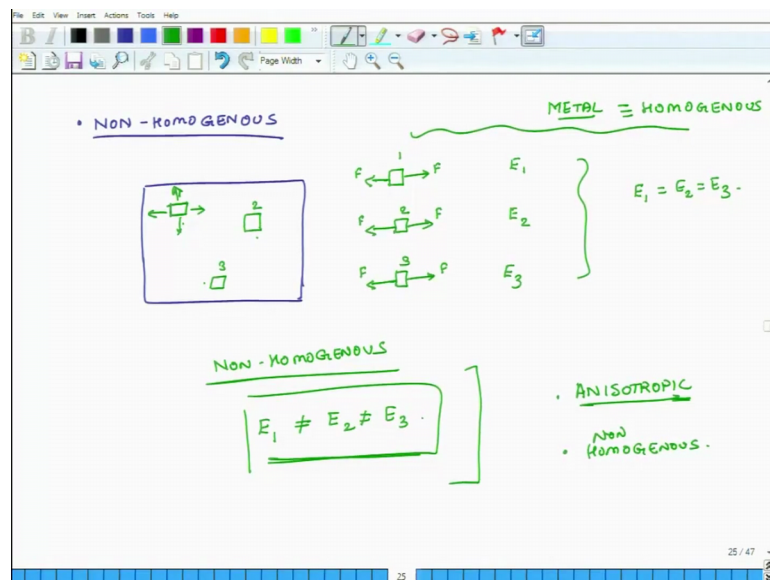 File Edit View Insert Actions Tools Help
B I
Page Width
METAL ≡ HOMOGENOUS
• NON-HOMOGENOUS
1
F F E₁
2
F F E₂
3
F F E₃
E₁ = E₂ = E₃.
2
3
NON-HOMOGENOUS
E₁ ≠ E₂ ≠ E₃.
• ANISOTROPIC
NON
• HOMOGENOUS.
25 / 47
25